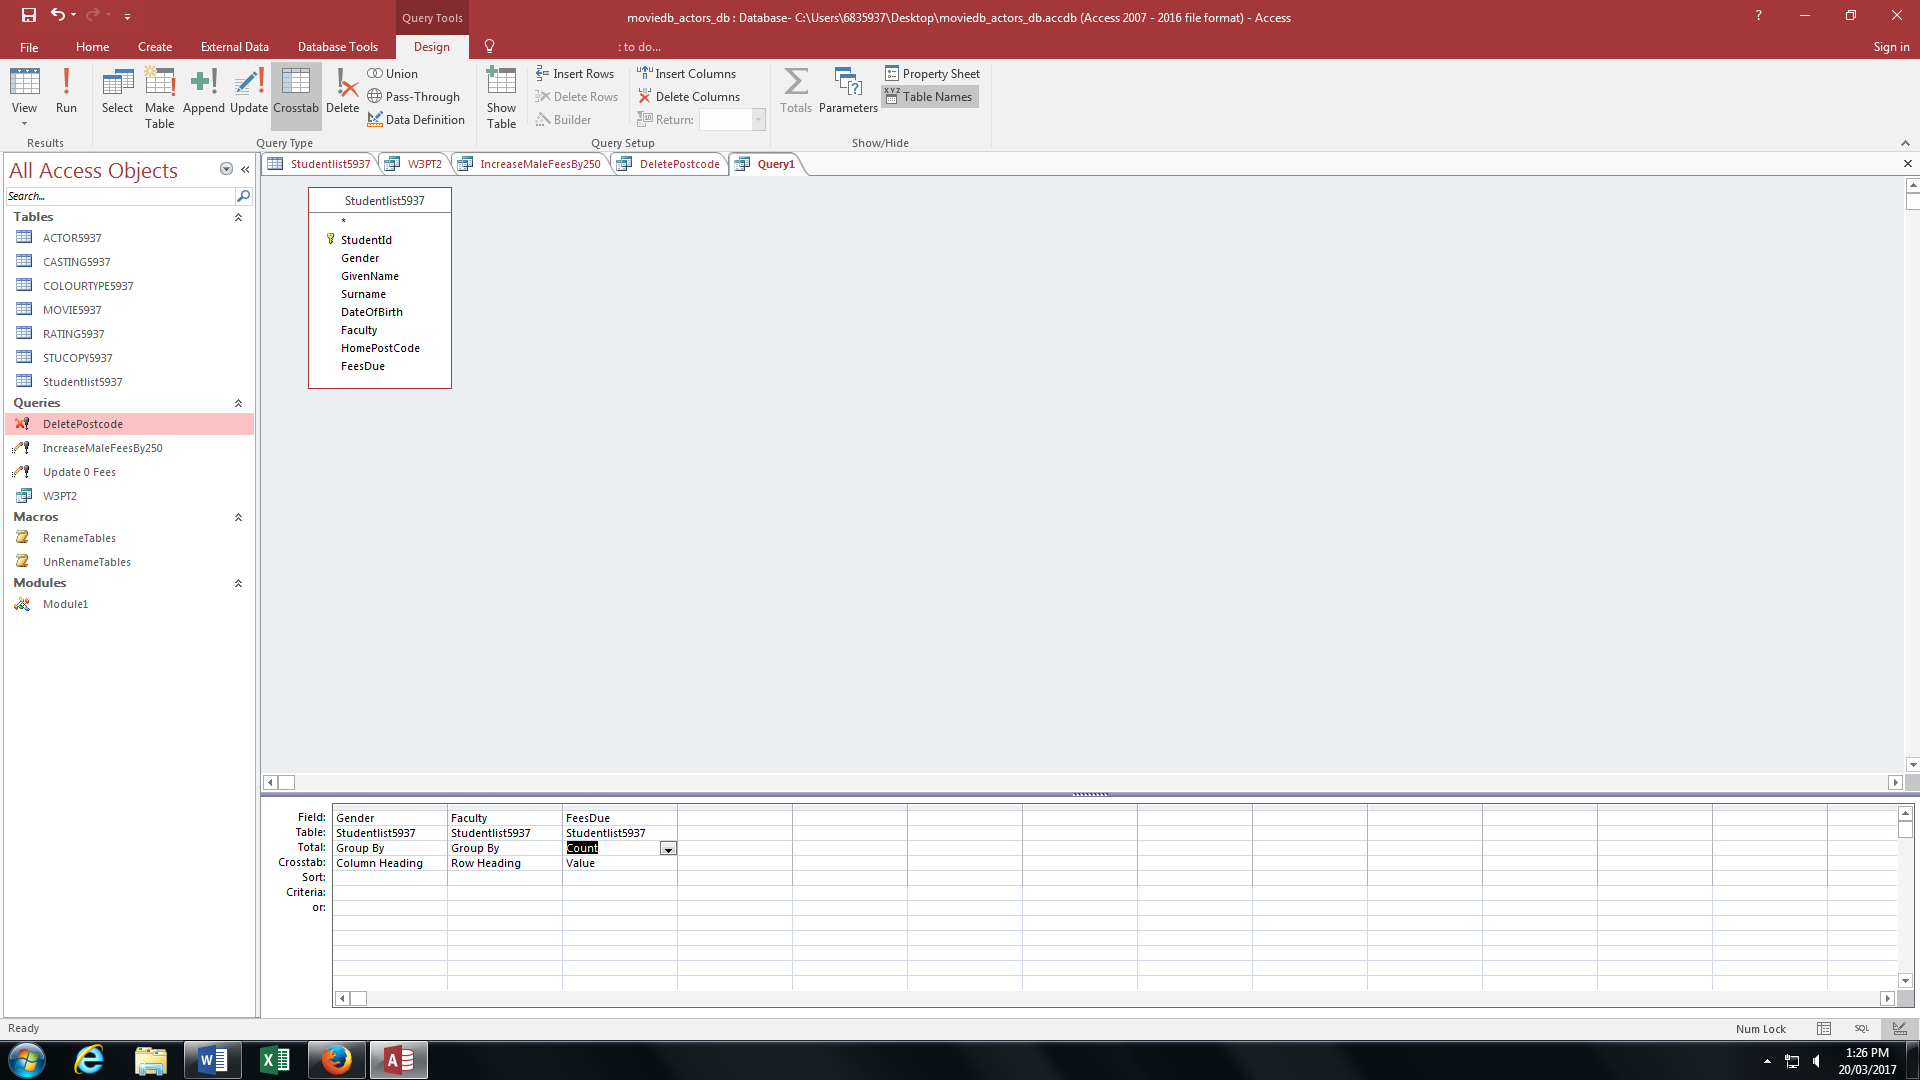 Query Tools
moviedb_actors_db : Database- C:\Users\6835937\Desktop\moviedb_actors_db.accdb (Access 2007 - 2016 file format) - Access
File Home Create External Data Database Tools Design : to do... Sign in
View Run Select Make Table Append Update Crosstab Delete
Union
Pass-Through
Data Definition
Show Table
Insert Rows
Delete Rows
Builder
Insert Columns
Delete Columns
Return:
Totals Parameters
Property Sheet
Table Names
Results Query Type Query Setup Show/Hide
All Access Objects
Search...
Tables
ACTOR5937
CASTING5937
COLOURTYPE5937
MOVIE5937
RATING5937
STUCOPY5937
Studentlist5937
Queries
DeletePostcode
IncreaseMaleFeesBy250
Update 0 Fees
W3PT2
Macros
RenameTables
UnRenameTables
Modules
Module1
Studentlist5937 W3PT2 IncreaseMaleFeesBy250 DeletePostcode Query1
Studentlist5937
*
StudentId
Gender
GivenName
Surname
DateOfBirth
Faculty
HomePostCode
FeesDue
Field: Gender Faculty FeesDue
Table: Studentlist5937 Studentlist5937 Studentlist5937
Total: Group By Group By Count
Crosstab: Column Heading Row Heading Value
Sort:
Criteria:
or:
Ready Num Lock SQL
1:26 PM
20/03/2017